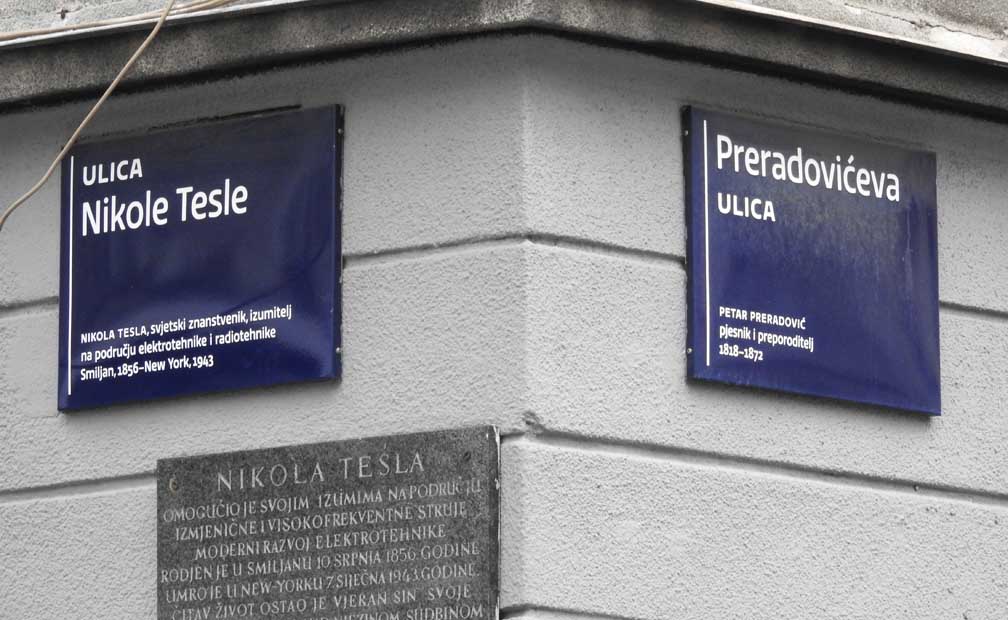 ULICA
Nikole Tesle
NIKOLA TESLA, svjetski znanstvenik, izumitelj
na području elektrotehnike i radiotehnike
Smiljan, 1856–New York, 1943
Preradovićeva
ULICA
PETAR PRERADOVIĆ
pjesnik i preporoditelj
1818–1872
NIKOLA TESLA
OMOGUĆIO JE SVOJIM IZUMIMA NA PODRUČJU
IZMJENIČNE I VISOKOFREKVENTNE STRUJE
MODERNI RAZVOJ ELEKTROTEHNIKE
RODJEN JE U SMILJANU 10. SRPNJA 1856. GODINE
UMRO JE U NEW-YORKU 7. SIJEČNA 1943. GODINE.
ČITAV ŽIVOT OSTAO JE VJERAN SIN SVOJE
NJEZINOM SUDBINOM